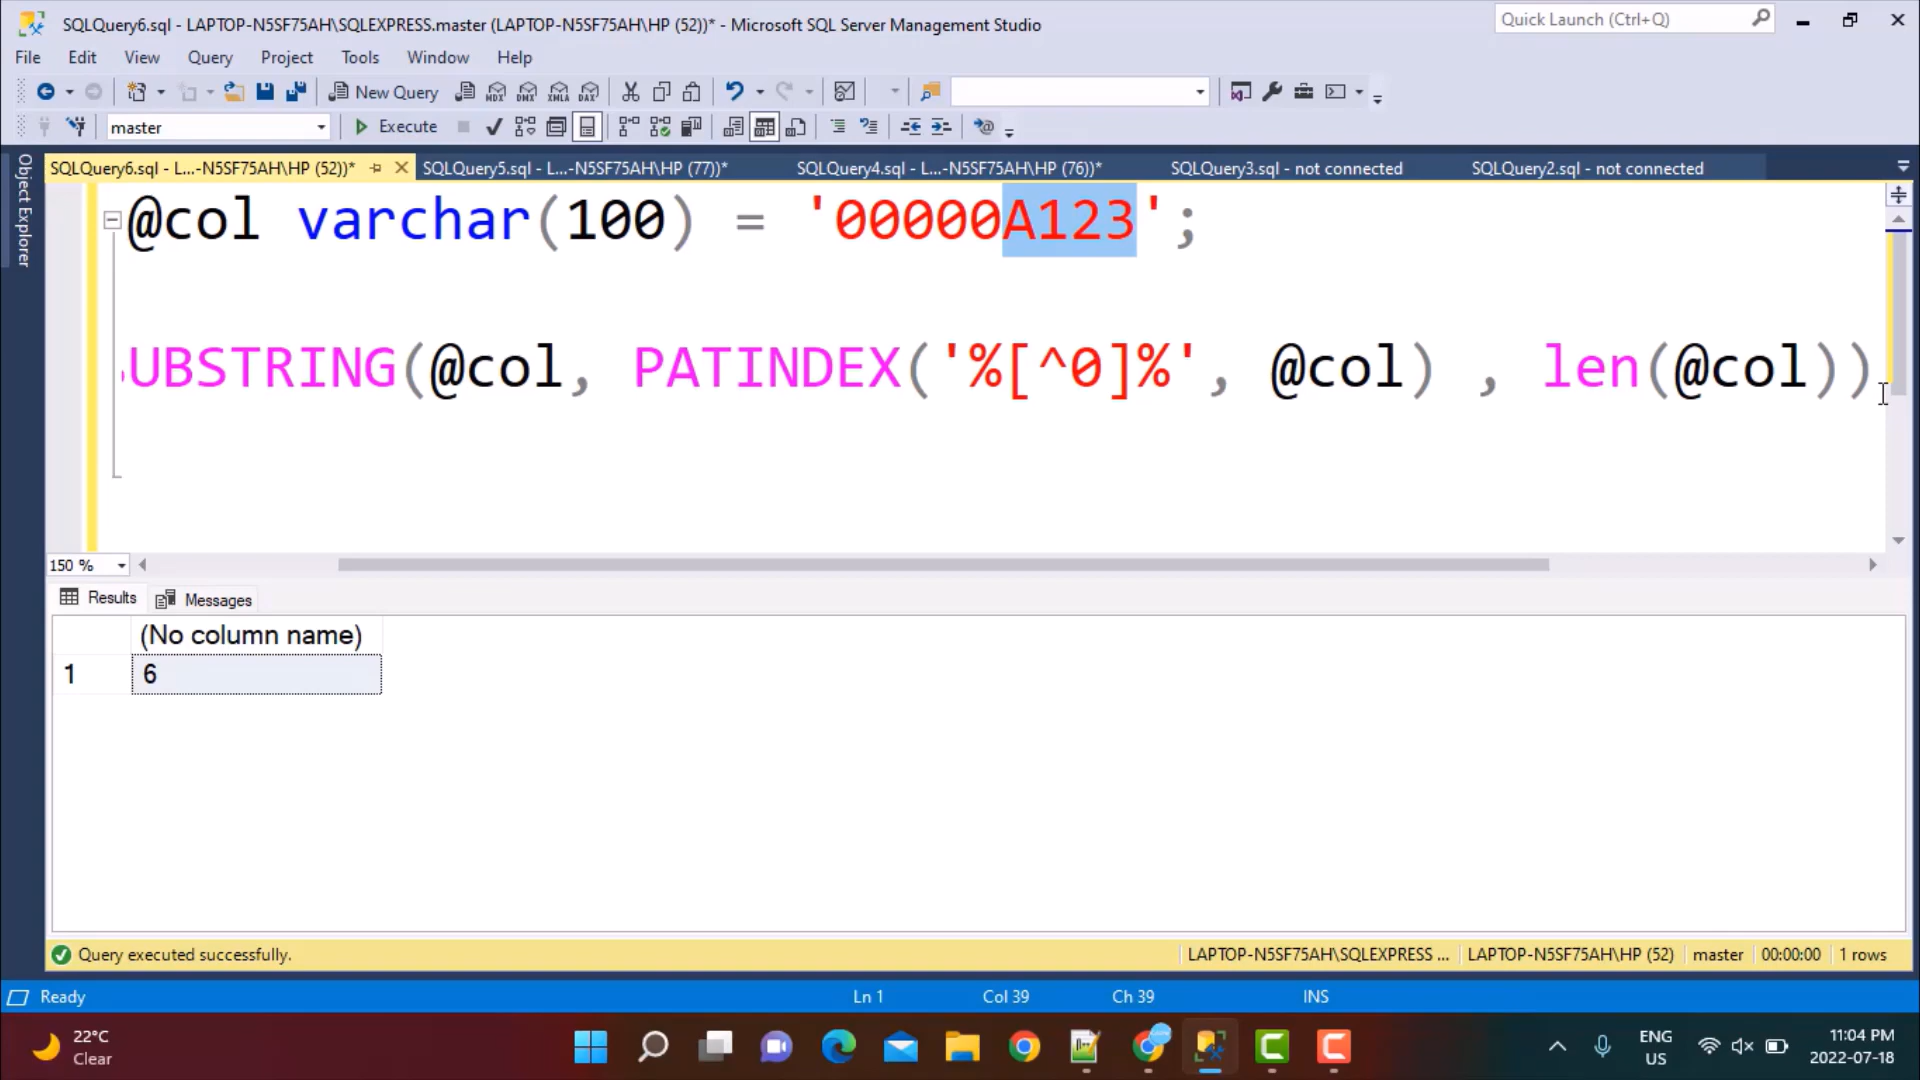 SQLQuery6.sql - LAPTOP-N5SF75AH\SQLEXPRESS.master (LAPTOP-N5SF75AH\HP (52))* - Microsoft SQL Server Management Studio
Quick Launch (Ctrl+Q)
File Edit View Query Project Tools Window Help
New Query
MDX DMX XMLA DAX
master
Execute
SQLQuery6.sql - L...-N5SF75AH\HP (52))*
SQLQuery5.sql - L...-N5SF75AH\HP (77))*
SQLQuery4.sql - L...-N5SF75AH\HP (76))*
SQLQuery3.sql - not connected
SQLQuery2.sql - not connected
Object Explorer
@col varchar(100) = '00000A123';
UBSTRING(@col, PATINDEX('%[^0]%', @col) , len(@col))
150 %
Results
Messages
(No column name)
1 6
Query executed successfully.
LAPTOP-N5SF75AH\SQLEXPRESS ...
LAPTOP-N5SF75AH\HP (52)
master
00:00:00
1 rows
Ready
Ln 1
Col 39
Ch 39
INS
22°C
Clear
ENG
US
11:04 PM
2022-07-18